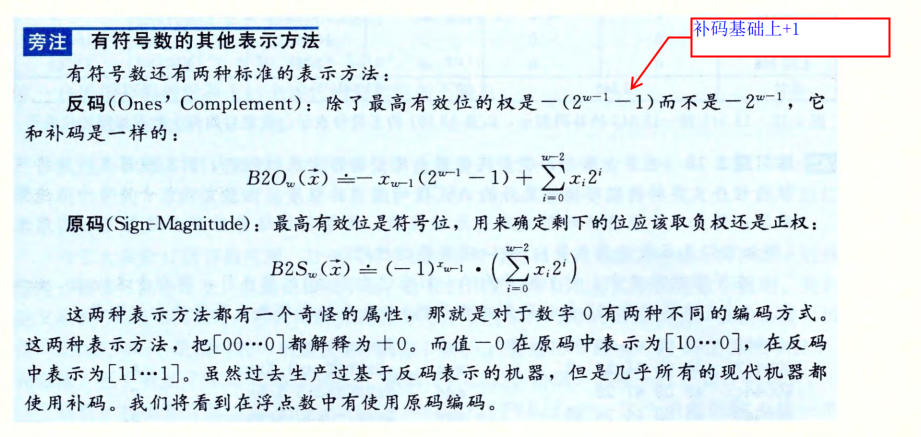 补码基础上+1
旁注 有符号数的其他表示方法
有符号数还有两种标准的表示方法：
反码(Ones' Complement)：除了最高有效位的权是－(2^{w-1}－1)而不是－2^{w-1}，它
和补码是一样的：
B2O_w(\vec{x}) ≐ －x_{w-1}(2^{w-1}－1) + \sum_{i=0}^{w-2} x_i 2^i
原码(Sign-Magnitude)：最高有效位是符号位，用来确定剩下的位应该取负权还是正权：
B2S_w(\vec{x}) ≐ (－1)^{x_{w-1}} · (\sum_{i=0}^{w-2} x_i 2^i)
这两种表示方法都有一个奇怪的属性，那就是对于数字 0 有两种不同的编码方式。
这两种表示方法，把[00…0]都解释为＋0。而值－0 在原码中表示为[10…0]，在反码
中表示为[11…1]。虽然过去生产过基于反码表示的机器，但是几乎所有的现代机器都
使用补码。我们将看到在浮点数中有使用原码编码。